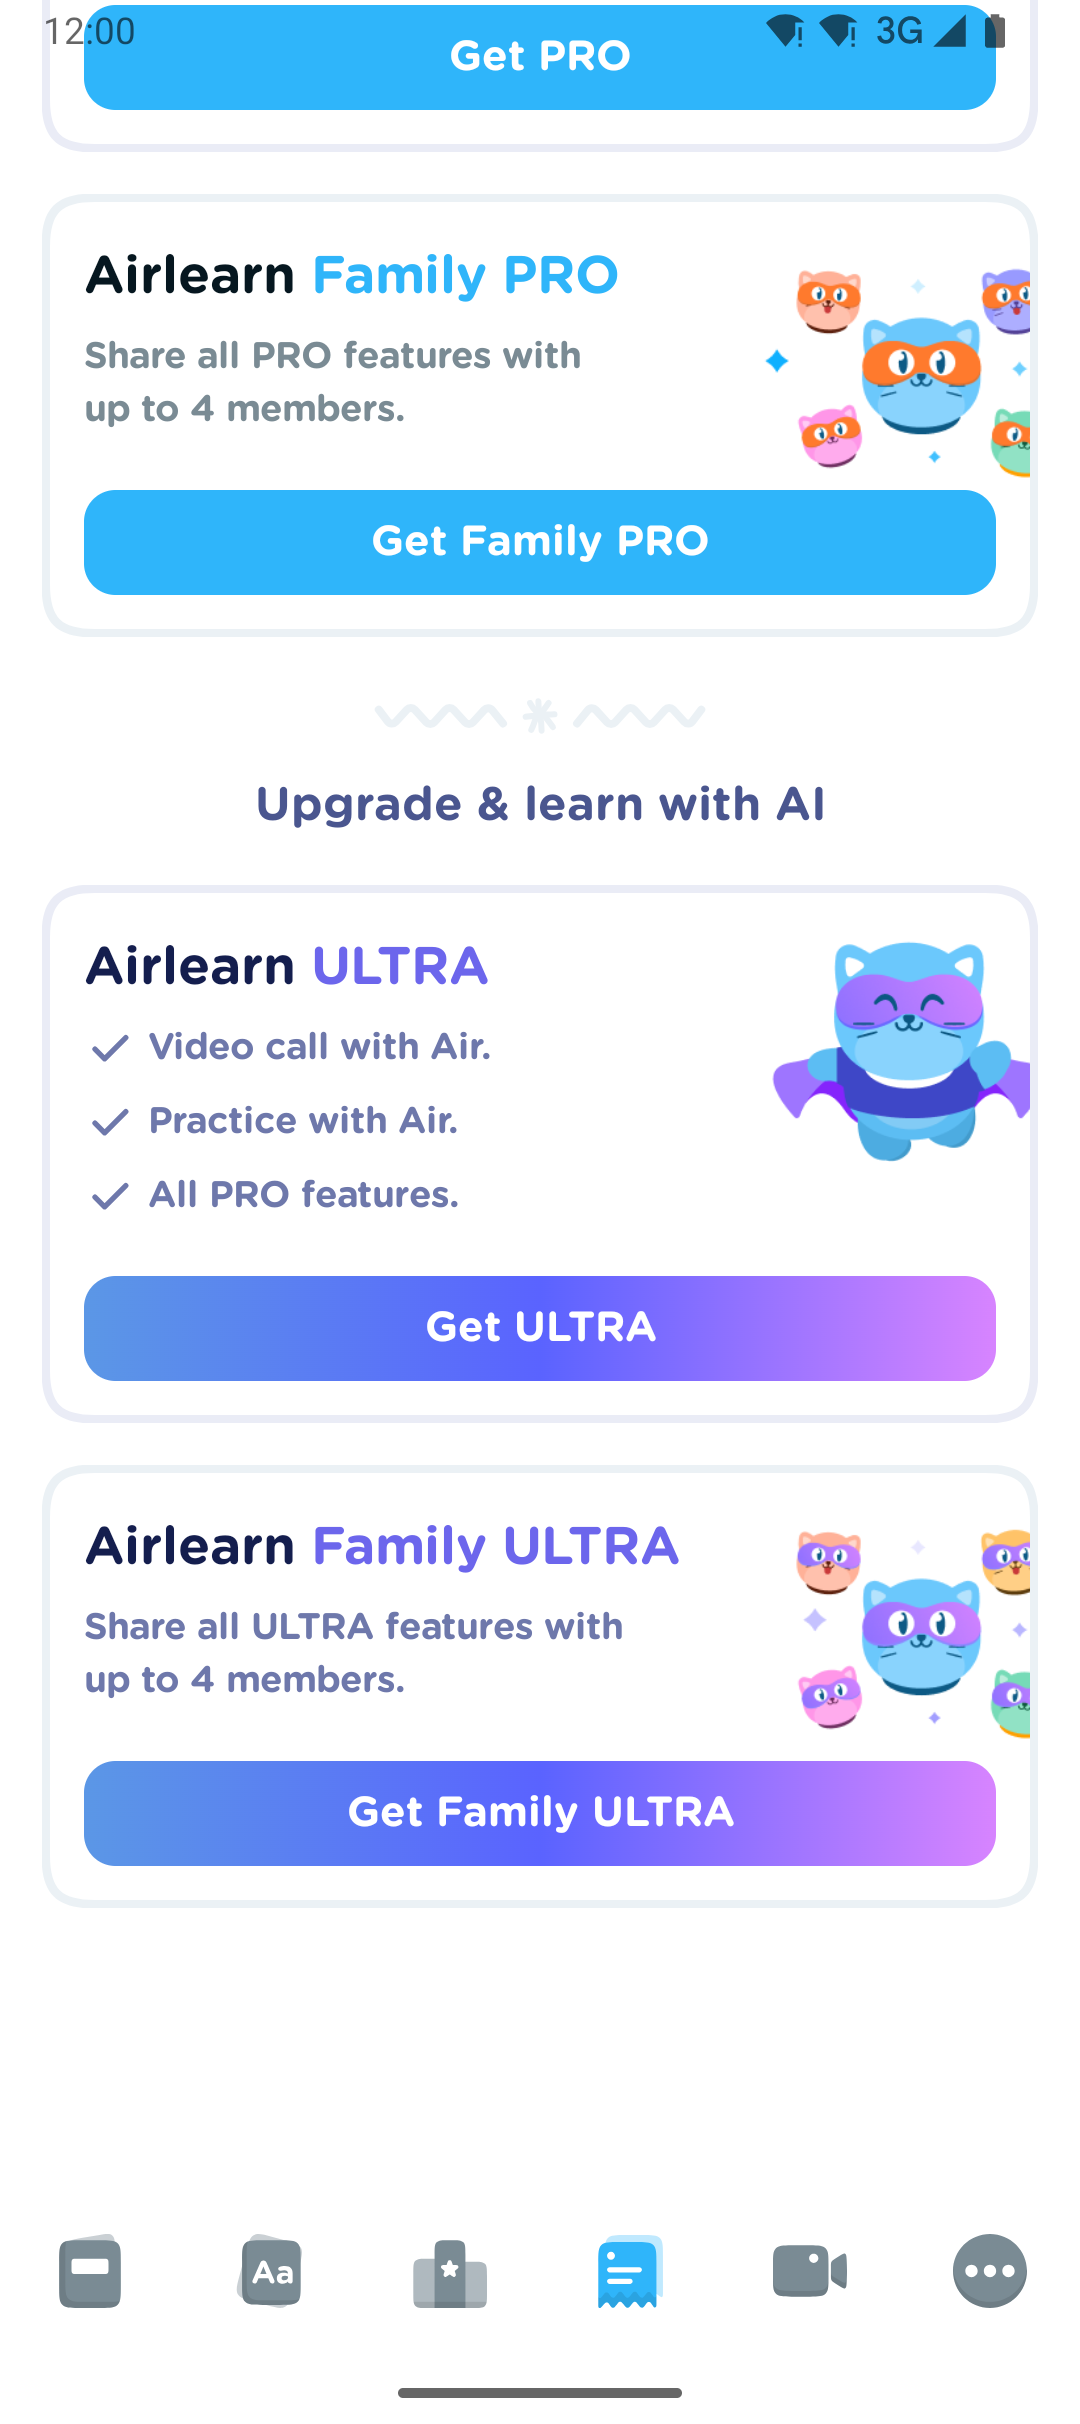 12:00
3G
Get PRO
Airlearn Family PRO
Share all PRO features with
up to 4 members.
Get Family PRO
Upgrade & learn with AI
Airlearn ULTRA
Video call with Air.
Practice with Air.
All PRO features.
Get ULTRA
Airlearn Family ULTRA
Share all ULTRA features with
up to 4 members.
Get Family ULTRA
Aa